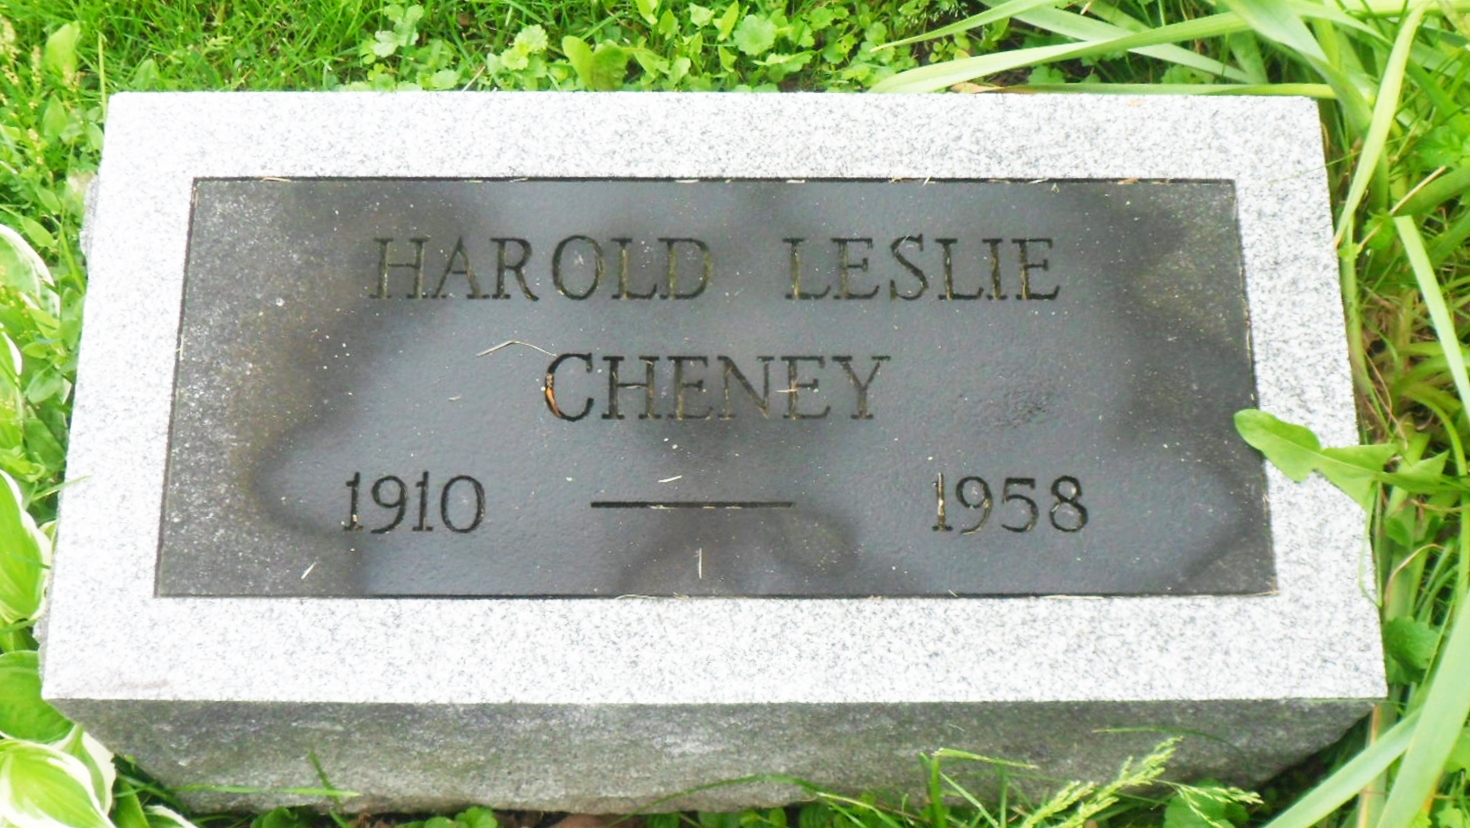 HAROLD LESLIE
CHENEY
1910 — 1958